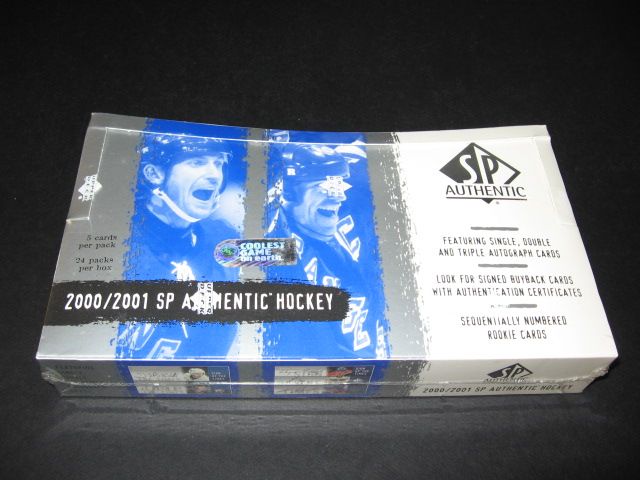 SP
AUTHENTIC
5 cards
per pack
24 packs
per box
COOLEST
GAME
on earth
2000/2001 SP AUTHENTIC HOCKEY
FEATURING SINGLE, DOUBLE
AND TRIPLE AUTOGRAPH CARDS
LOOK FOR SIGNED BUYBACK CARDS
WITH AUTHENTICATION CERTIFICATES
SEQUENTIALLY NUMBERED
ROOKIE CARDS
SP
AUTHENTIC
2000/2001 SP AUTHENTIC HOCKEY